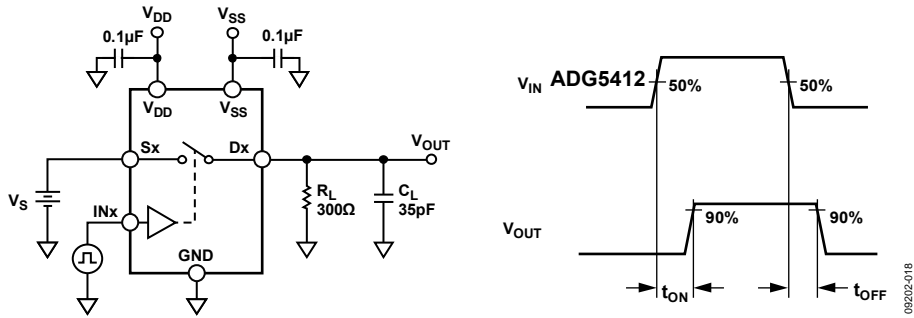 VDD
VSS
0.1µF
0.1µF
VDD
VSS
Sx
Dx
VOUT
VS
INx
RL
300Ω
CL
35pF
GND
VIN ADG5412
50%
50%
VOUT
90%
90%
tON
tOFF
09202-018